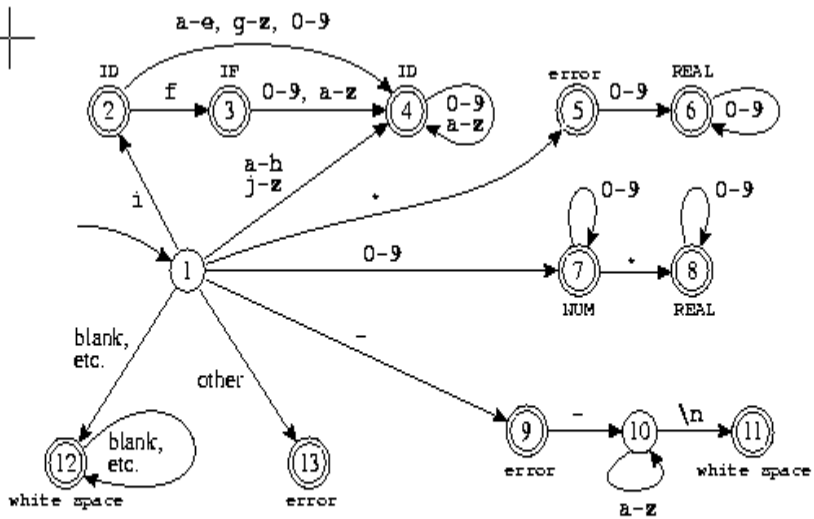 a-e, g-z, 0-9
ID
IF
ID
error
REAL
2
f
3
0-9, a-z
4
0-9
a-z
5
0-9
6
0-9
a-h
j-z
.
i
0-9
0-9
1
0-9
7
.
8
NUM
REAL
blank,
etc.
other
-
9
-
10
\n
11
12
blank,
etc.
13
error
white space
a-z
white space
error